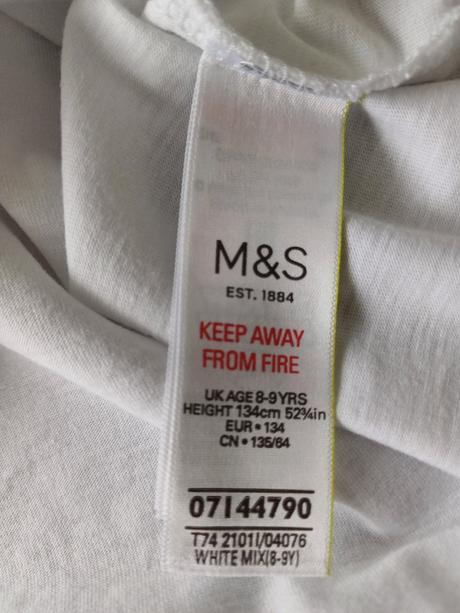 M&S
EST. 1884
KEEP AWAY
FROM FIRE
UK AGE 8-9YRS
HEIGHT 134cm 52¾in
EUR • 134
CN • 135/64
07144790
T74 2101I/04076
WHITE MIX(8-9Y)